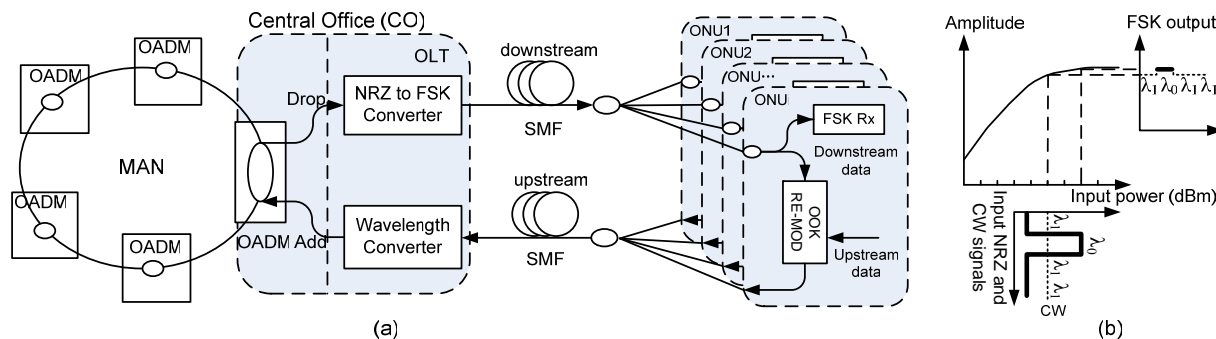 Central Office (CO)
OADM
OADM
OADM
OADM
MAN
OADM
OLT
Drop
Add
NRZ to FSK
Converter
Wavelength
Converter
downstream
SMF
upstream
SMF
ONU1
ONU2
ONU...
ONUi
FSK Rx
Downstream
data
OOK
RE-MOD
Upstream
data
(a)
Amplitude
FSK output
λ1 λ0 λ1 λ1
Input power (dBm)
Input NRZ and
CW signals
λ1
λ0
λ1 λ1
CW
(b)